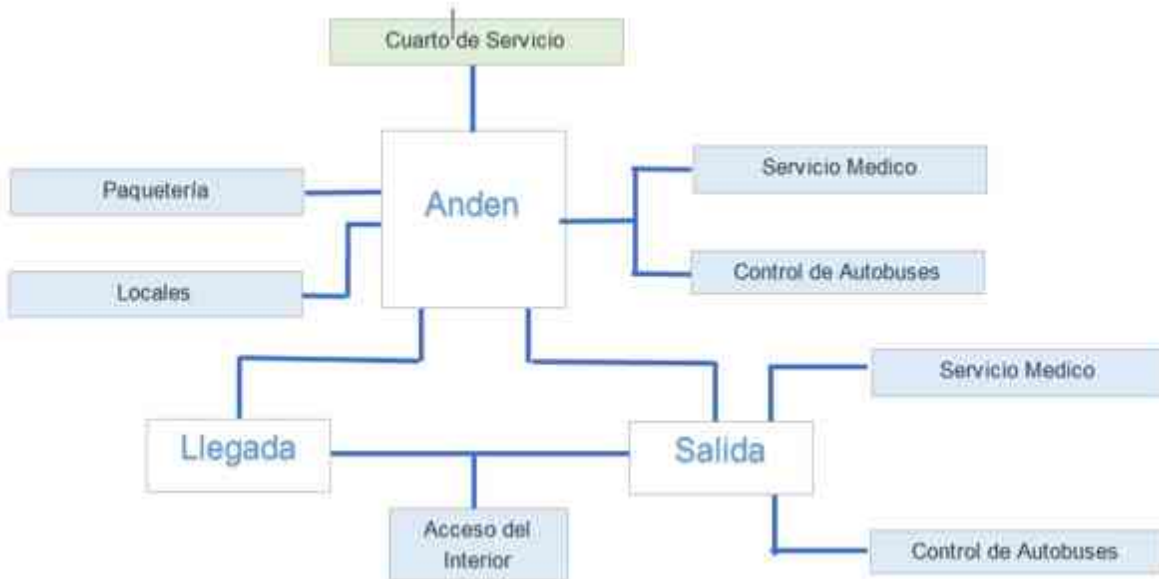 Cuarto de Servicio
Servicio Medico
Paquetería
Anden
Control de Autobuses
Locales
Servicio Medico
Llegada
Salida
Acceso del
Interior
Control de Autobuses